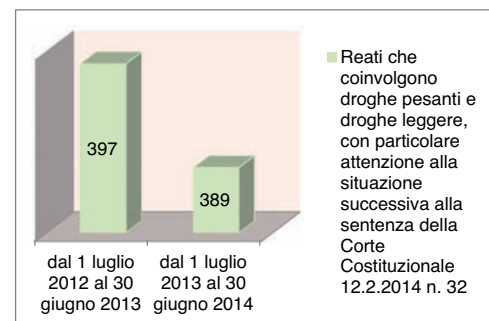 397
389
dal 1 luglio
2012 al 30
giugno 2013
dal 1 luglio
2013 al 30
giugno 2014
Reati che
coinvolgono
droghe pesanti e
droghe leggere,
con particolare
attenzione alla
situazione
successiva alla
sentenza della
Corte
Costituzionale
12.2.2014 n. 32